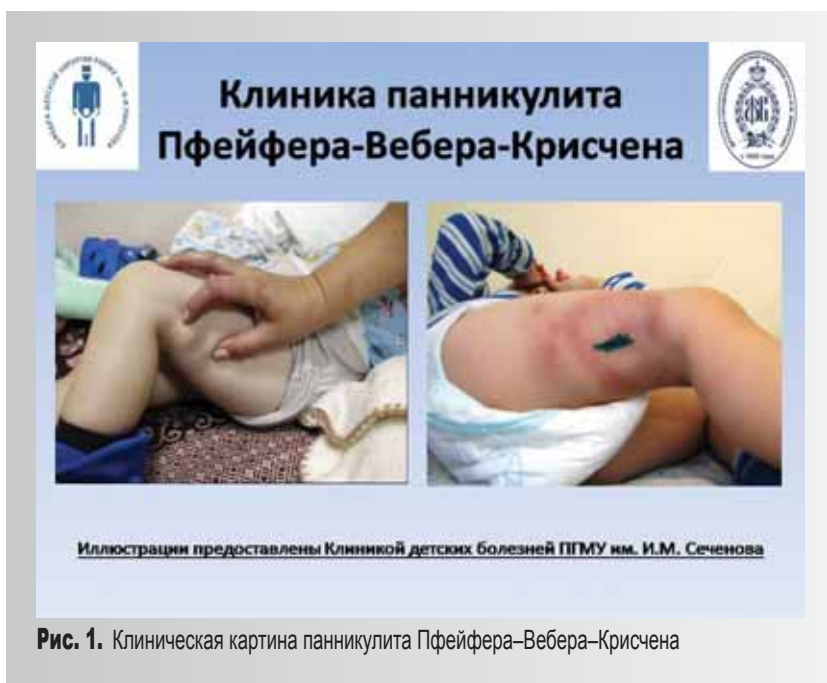 Клиника панникулита
Пфейфера-Вебера-Крисчена
Иллюстрации предоставлены Клиникой детских болезней ПГМУ им. И.М. Сеченова
Рис. 1. Клиническая картина панникулита Пфейфера–Вебера–Крисчена